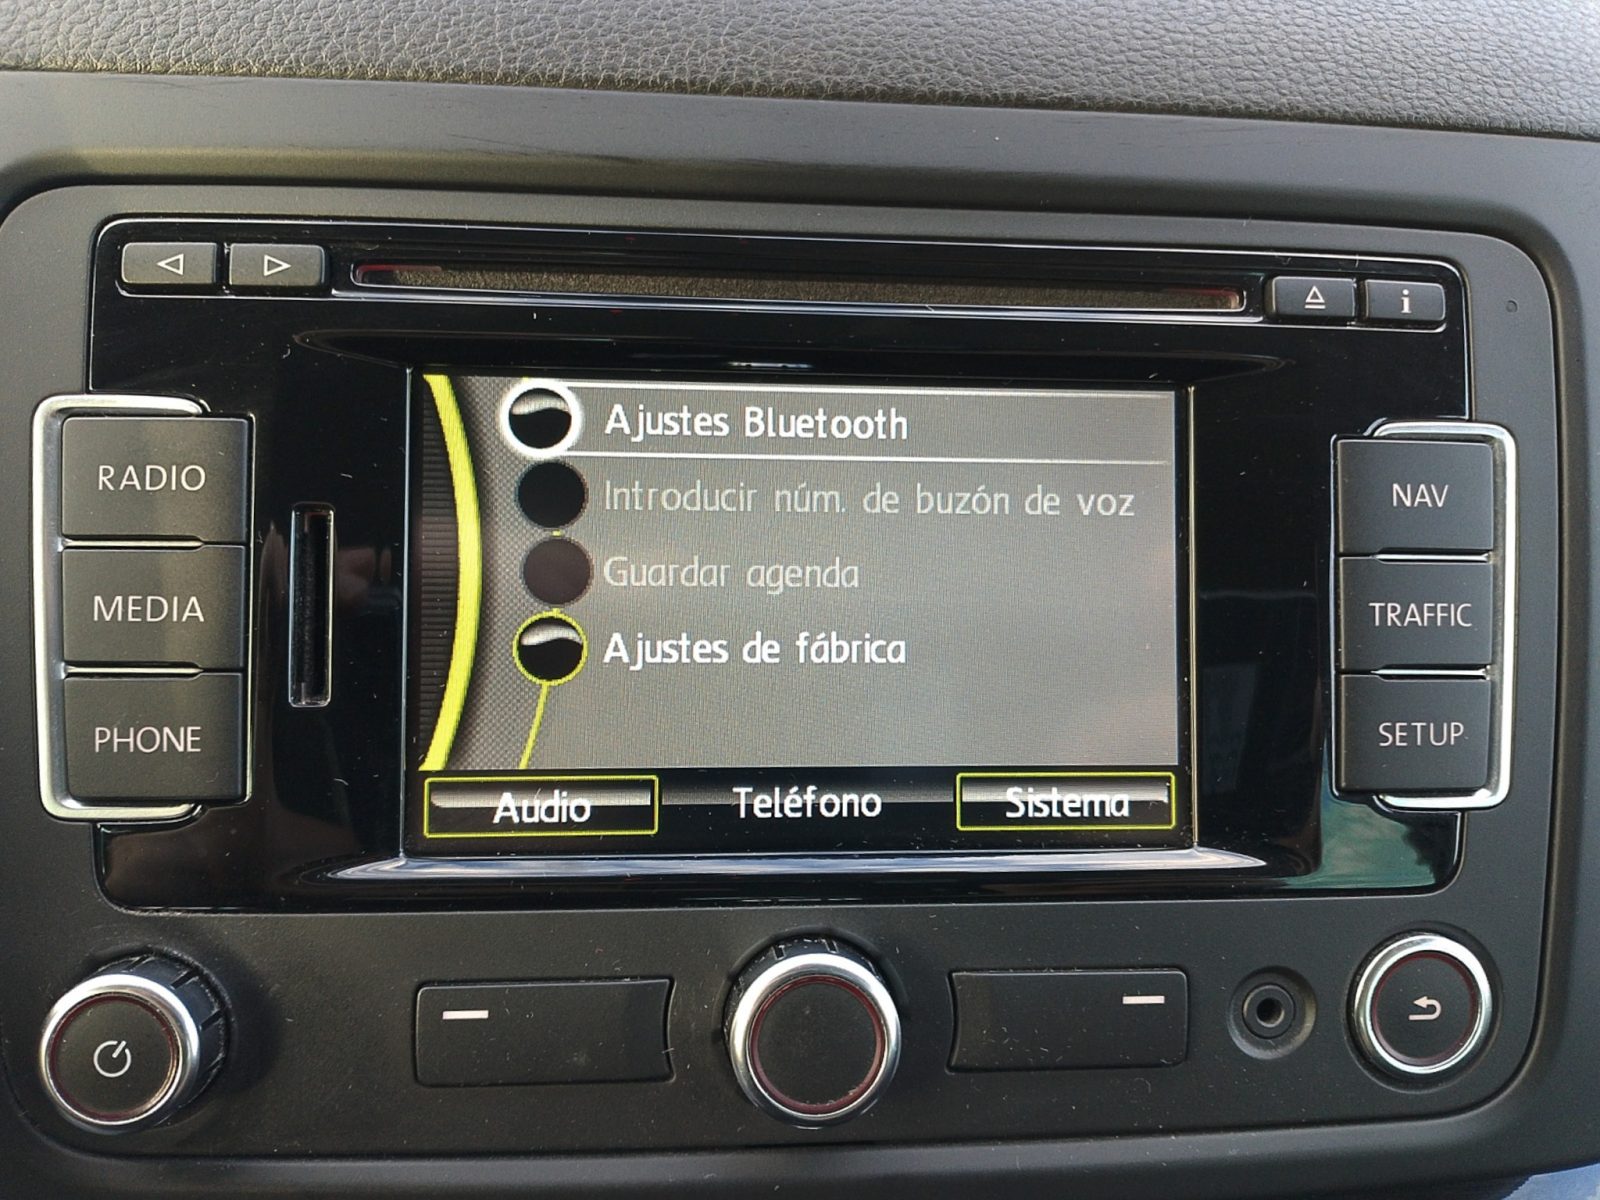 i
RADIO
MEDIA
PHONE
Ajustes Bluetooth
Introducir núm. de buzón de voz
Guardar agenda
Ajustes de fábrica
Audio
Teléfono
Sistema
NAV
TRAFFIC
SETUP